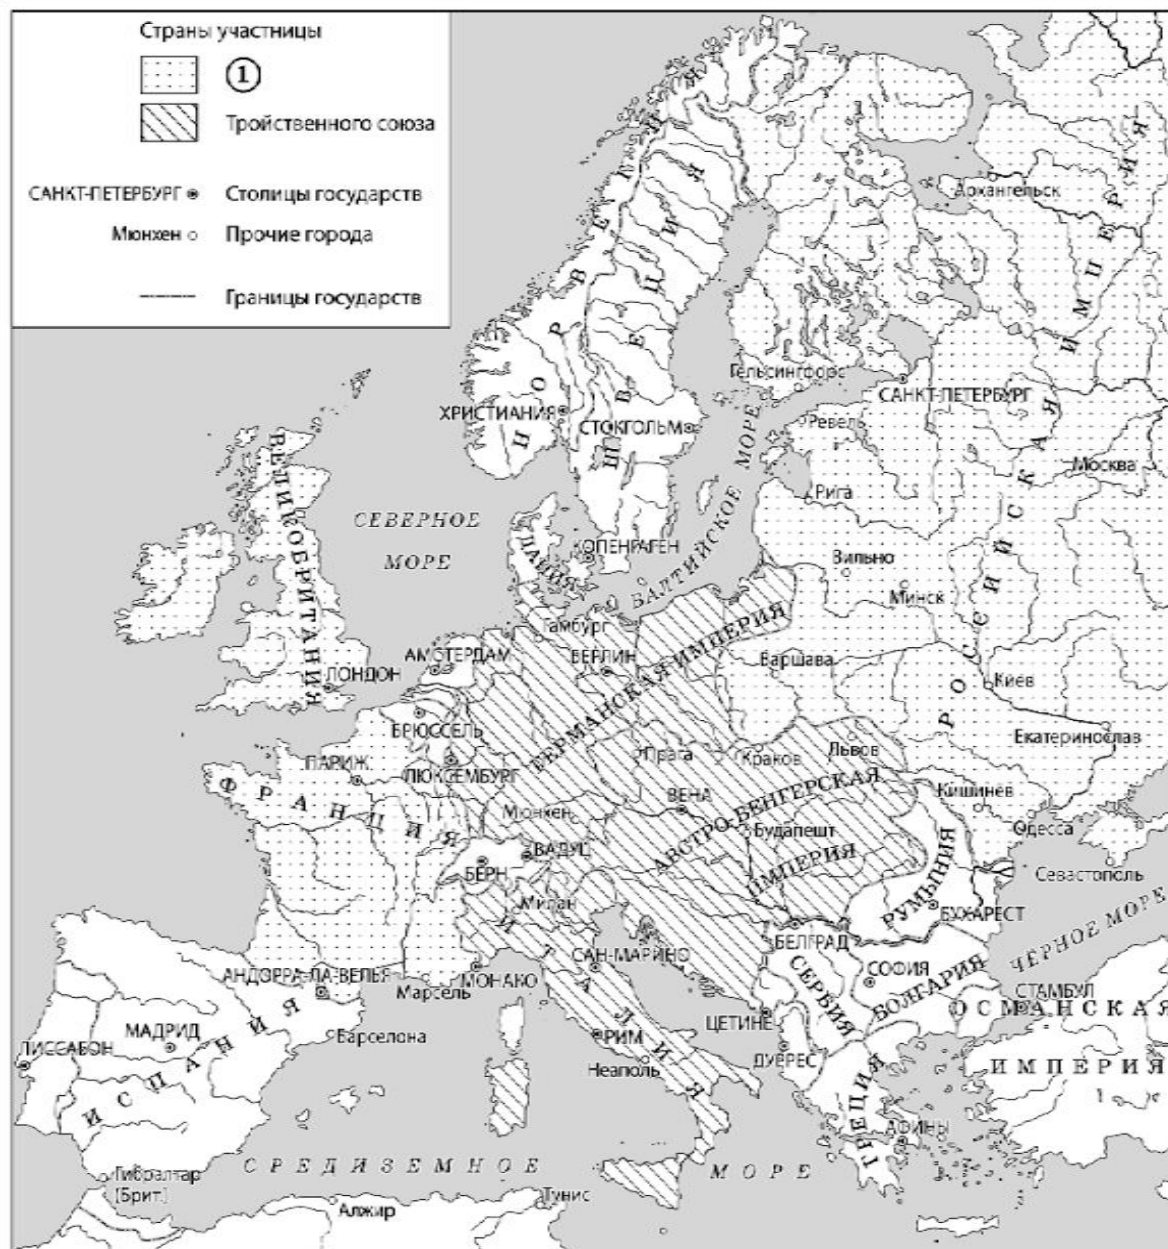 Страны участницы
①
Тройственного союза
САНКТ-ПЕТЕРБУРГ Столицы государств
Мюнхен Прочие города
Границы государств
НОРВЕГИЯ
ШВЕЦИЯ
РОССИЙСКАЯ ИМПЕРИЯ
Архангельск
Гельсингфорс
САНКТ-ПЕТЕРБУРГ
ХРИСТИАНИЯ
СТОКГОЛЬМ
Ревель
Москва
Рига
ВЕЛИКОБРИТАНИЯ
СЕВЕРНОЕ
МОРЕ
БАЛТИЙСКОЕ МОРЕ
ДАНИЯ
КОПЕНГАГЕН
Вильно
Минск
Гамбург
АМСТЕРДАМ
БЕРЛИН
ГЕРМАНСКАЯ ИМПЕРИЯ
Варшава
ЛОНДОН
Киев
БРЮССЕЛЬ
Екатеринослав
ПАРИЖ
ЛЮКСЕМБУРГ
Прага
Краков
Львов
ФРАНЦИЯ
ВЕНА
АВСТРО-ВЕНГЕРСКАЯ
ИМПЕРИЯ
Кишинев
Мюнхен
Будапешт
Одесса
ВАДУЦ
БЕРН
Милан
РУМЫНИЯ
Севастополь
БУХАРЕСТ
БЕЛГРАД
ЧЕРНОЕ МОРЕ
ИТАЛИЯ
САН-МАРИНО
СЕРБИЯ
СОФИЯ
БОЛГАРИЯ
АНДОРРА-ЛА-ВЕЛЬЯ
МОНАКО
Марсель
СТАМБУЛ
ОСМАНСКАЯ
ИМПЕРИЯ
ЦЕТИНЕ
МАДРИД
Барселона
ЛИССАБОН
ИСПАНИЯ
РИМ
ДУРРЕС
Неаполь
ГРЕЦИЯ
АФИНЫ
СРЕДИЗЕМНОЕ МОРЕ
Гибралтар
(Брит.)
Тунис
Алжир